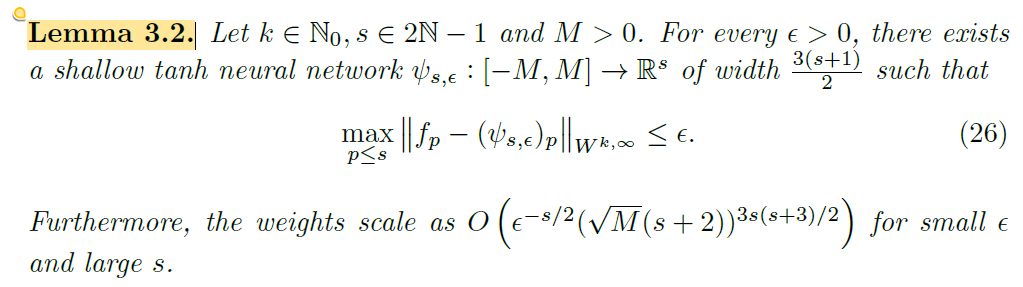 Lemma 3.2. Let k ∈ ℕ₀, s ∈ 2ℕ − 1 and M > 0. For every ϵ > 0, there exists
a shallow tanh neural network ψ_{s,ϵ} : [−M, M] → ℝ^s of width \frac{3(s+1)}{2} such that
\max_{p≤s} ‖f_p − (ψ_{s,ϵ})_p‖_{W^{k,∞}} ≤ ϵ. (26)
Furthermore, the weights scale as O(ϵ^{−s/2}(√M(s + 2))^{3s(s+3)/2}) for small ϵ
and large s.